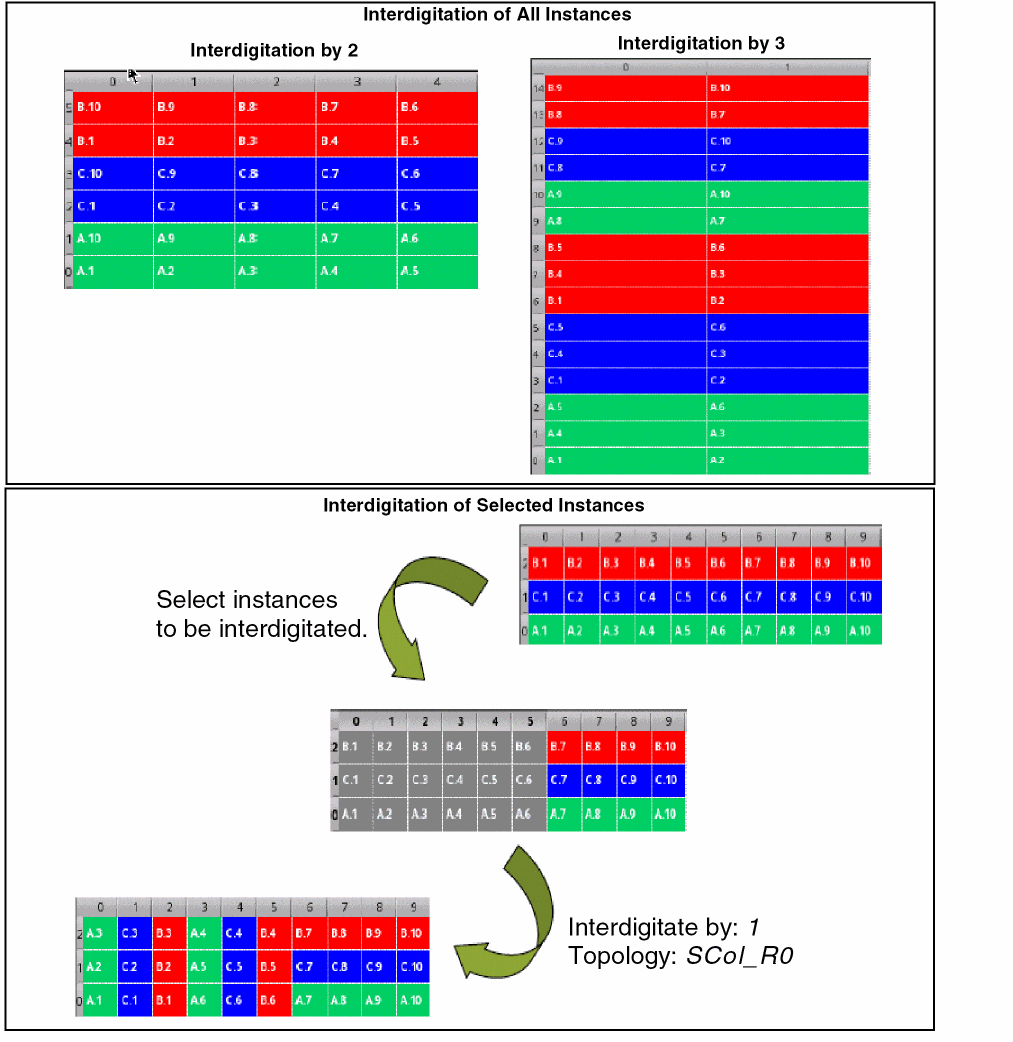 Interdigitation of All Instances
Interdigitation by 2
0 1 2 3 4
5 B.10 B.9 B.8 B.7 B.6
4 B.1 B.2 B.3 B.4 B.5
3 C.10 C.9 C.8 C.7 C.6
2 C.1 C.2 C.3 C.4 C.5
1 A.10 A.9 A.8 A.7 A.6
0 A.1 A.2 A.3 A.4 A.5
Interdigitation by 3
0 1
14 B.9 B.10
13 B.8 B.7
12 C.9 C.10
11 C.8 C.7
10 A.9 A.10
9 A.8 A.7
8 B.5 B.6
7 B.4 B.3
6 B.1 B.2
5 C.5 C.6
4 C.4 C.3
3 C.1 C.2
2 A.5 A.6
1 A.4 A.3
0 A.1 A.2
Interdigitation of Selected Instances
0 1 2 3 4 5 6 7 8 9
2 B.1 B.2 B.3 B.4 B.5 B.6 B.7 B.8 B.9 B.10
1 C.1 C.2 C.3 C.4 C.5 C.6 C.7 C.8 C.9 C.10
0 A.1 A.2 A.3 A.4 A.5 A.6 A.7 A.8 A.9 A.10
Select instances
to be interdigitated.
0 1 2 3 4 5 6 7 8 9
2 B.1 B.2 B.3 B.4 B.5 B.6 B.7 B.8 B.9 B.10
1 C.1 C.2 C.3 C.4 C.5 C.6 C.7 C.8 C.9 C.10
0 A.1 A.2 A.3 A.4 A.5 A.6 A.7 A.8 A.9 A.10
0 1 2 3 4 5 6 7 8 9
2 A.3 C.3 B.3 A.4 C.4 B.4 B.7 B.8 B.9 B.10
1 A.2 C.2 B.2 A.5 C.5 B.5 C.7 C.8 C.9 C.10
0 A.1 C.1 B.1 A.6 C.6 B.6 A.7 A.8 A.9 A.10
Interdigitate by: 1
Topology: SCol_R0